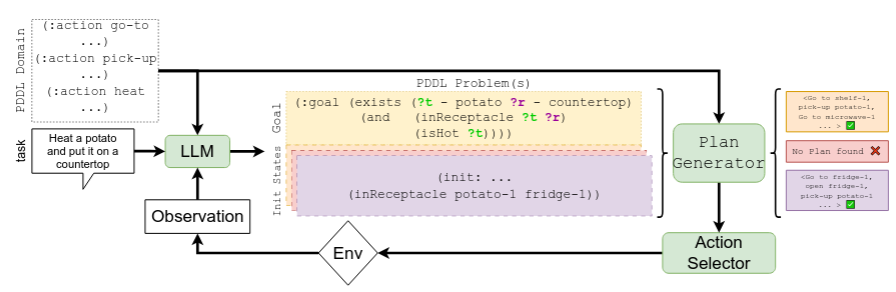 PDDL Domain
(:action go-to
...)
(:action pick-up
...)
(:action heat
...)
task
Heat a potato
and put it on a
countertop
LLM
Observation
PDDL Problem(s)
Goal
(:goal (exists (?t - potato ?r - countertop)
(and (inReceptacle ?t ?r)
(isHot ?t))))
Init States
(init: ...
(inReceptacle potato-1 fridge-1))
Plan
Generator
<Go to shelf-1,
pick-up potato-1,
Go to microwave-1
... > ✅
No Plan found ❌
<Go to fridge-1,
open fridge-1,
pick-up potato-1
... > ✅
Action
Selector
Env